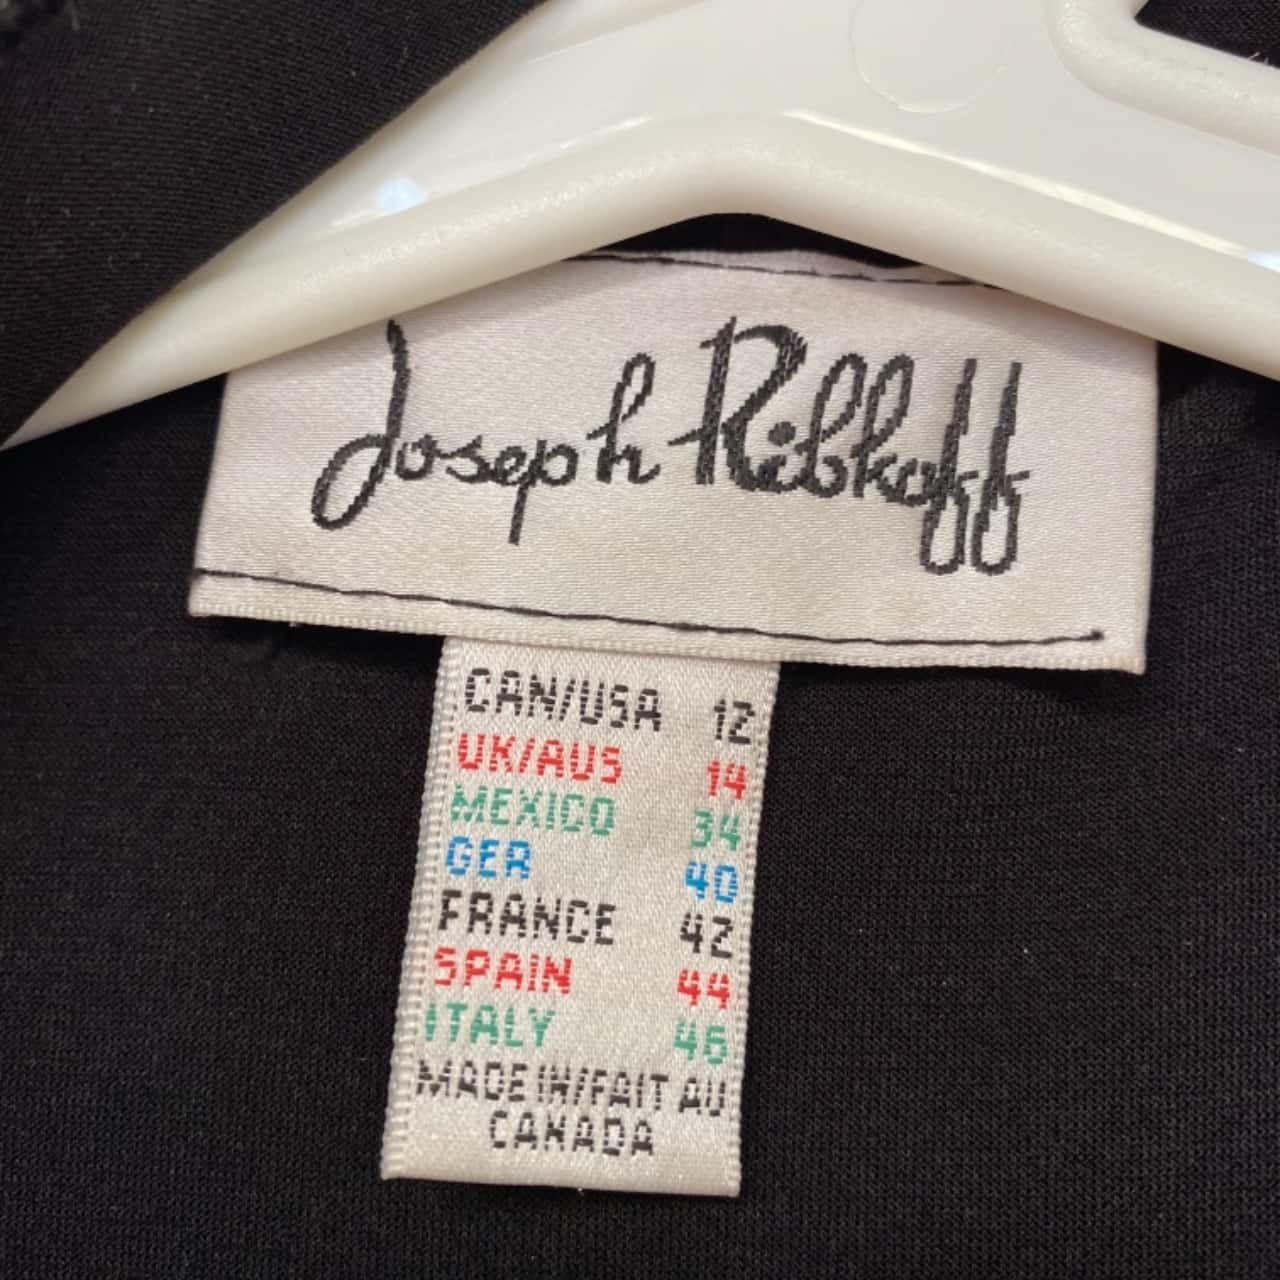 Joseph Ribkoff
CAN/USA 12
UK/AUS 14
MEXICO 34
GER 40
FRANCE 42
SPAIN 44
ITALY 46
MADE IN/FAIT AU
CANADA